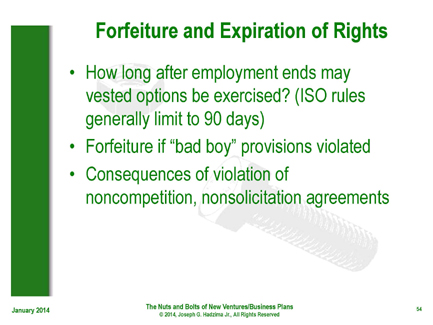 Forfeiture and Expiration of Rights
• How long after employment ends may
vested options be exercised? (ISO rules
generally limit to 90 days)
• Forfeiture if “bad boy” provisions violated
• Consequences of violation of
noncompetition, nonsolicitation agreements
January 2014
The Nuts and Bolts of New Ventures/Business Plans
© 2014, Joseph G. Hadzima Jr., All Rights Reserved
54